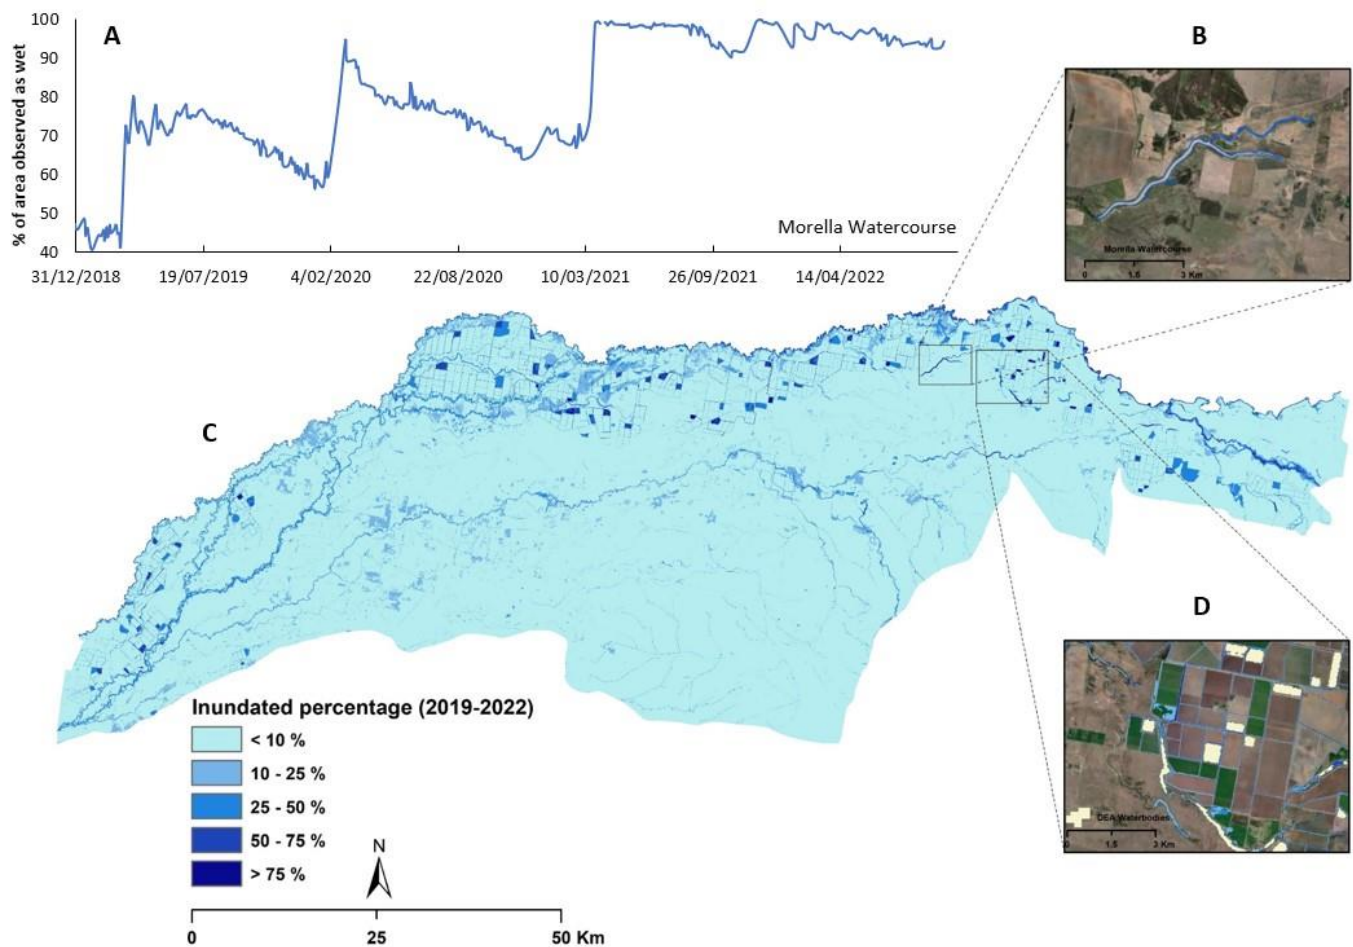 A
% of area observed as wet
100
90
80
70
60
50
40
Morella Watercourse
31/12/2018 19/07/2019 4/02/2020 22/08/2020 10/03/2021 26/09/2021 14/04/2022
B
Morella Watercourse
0 1.5 3 Km
C
D
DEA Waterbodies
0 1.5 3 Km
Inundated percentage (2019-2022)
< 10 %
10 - 25 %
25 - 50 %
50 - 75 %
> 75 %
N
0 25 50 Km